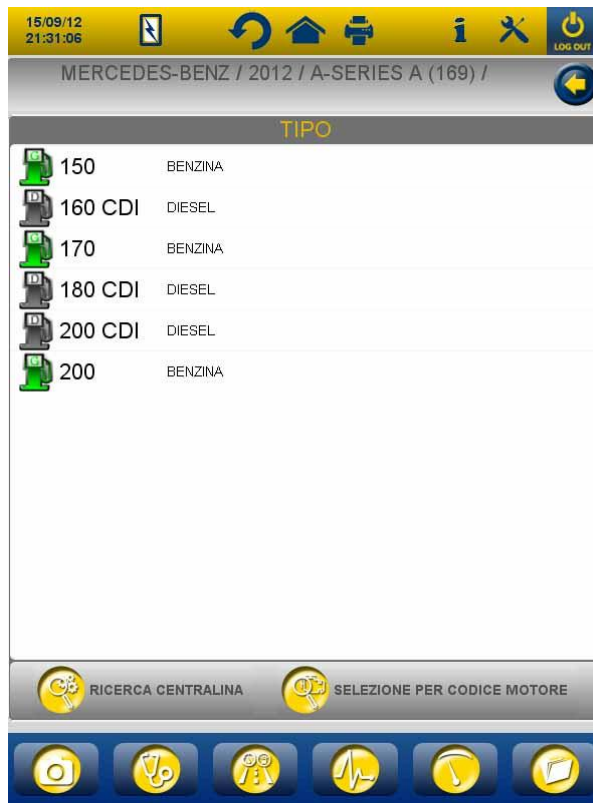 15/09/12
21:31:06
LOG OUT
MERCEDES-BENZ / 2012 / A-SERIES A (169) /
TIPO
G 150 BENZINA
D 160 CDI DIESEL
G 170 BENZINA
D 180 CDI DIESEL
D 200 CDI DIESEL
G 200 BENZINA
RICERCA CENTRALINA
SELEZIONE PER CODICE MOTORE